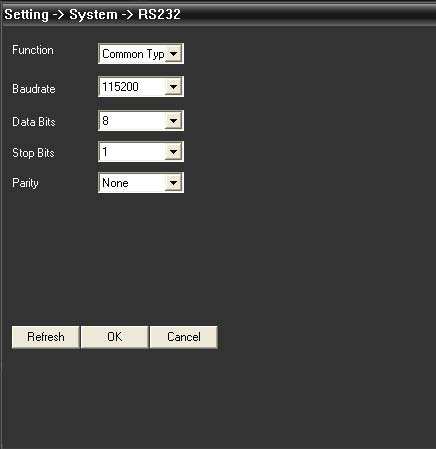 Setting -> System -> RS232
Function Common Typ
Baudrate 115200
Data Bits 8
Stop Bits 1
Parity None
Refresh OK Cancel